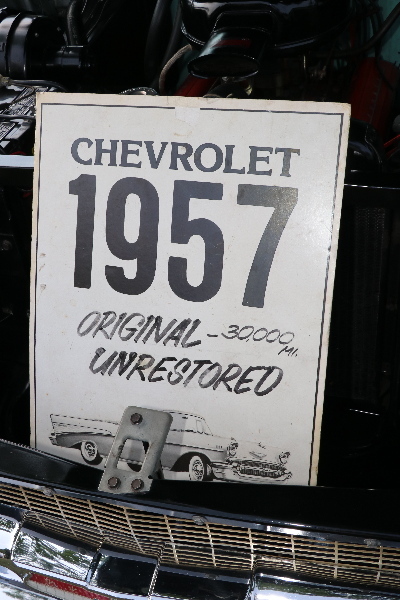 CHEVROLET
1957
ORIGINAL - 30,000 MI.
UNRESTORED